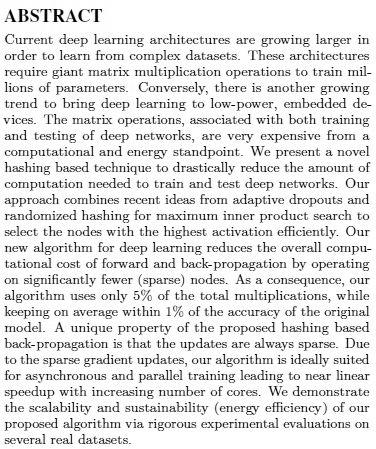 ABSTRACT
Current deep learning architectures are growing larger in
order to learn from complex datasets. These architectures
require giant matrix multiplication operations to train mil-
lions of parameters. Conversely, there is another growing
trend to bring deep learning to low-power, embedded de-
vices. The matrix operations, associated with both training
and testing of deep networks, are very expensive from a
computational and energy standpoint. We present a novel
hashing based technique to drastically reduce the amount of
computation needed to train and test deep networks. Our
approach combines recent ideas from adaptive dropouts and
randomized hashing for maximum inner product search to
select the nodes with the highest activation efficiently. Our
new algorithm for deep learning reduces the overall compu-
tational cost of forward and back-propagation by operating
on significantly fewer (sparse) nodes. As a consequence, our
algorithm uses only 5% of the total multiplications, while
keeping on average within 1% of the accuracy of the original
model. A unique property of the proposed hashing based
back-propagation is that the updates are always sparse. Due
to the sparse gradient updates, our algorithm is ideally suited
for asynchronous and parallel training leading to near linear
speedup with increasing number of cores. We demonstrate
the scalability and sustainability (energy efficiency) of our
proposed algorithm via rigorous experimental evaluations on
several real datasets.